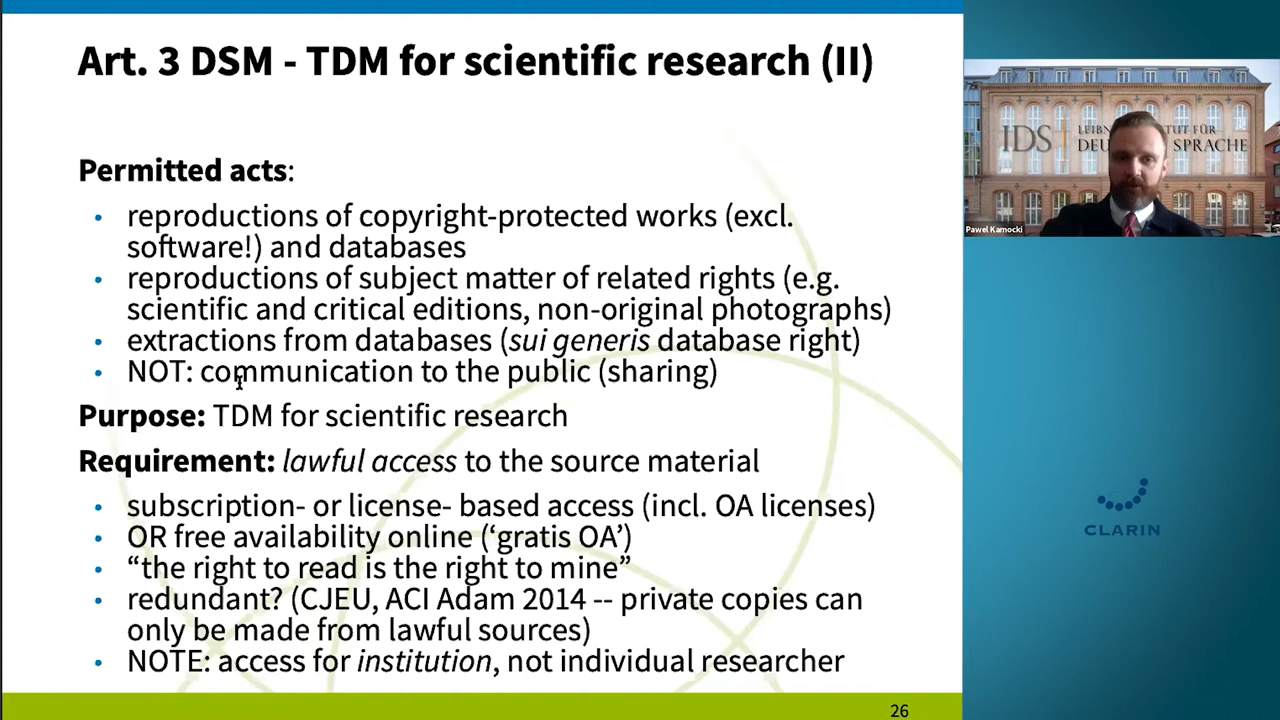 Art. 3 DSM - TDM for scientific research (II)
Permitted acts:
• reproductions of copyright-protected works (excl.
software!) and databases
• reproductions of subject matter of related rights (e.g.
scientific and critical editions, non-original photographs)
• extractions from databases (sui generis database right)
• NOT: communication to the public (sharing)
Purpose: TDM for scientific research
Requirement: lawful access to the source material
• subscription- or license- based access (incl. OA licenses)
• OR free availability online (‘gratis OA’)
• “the right to read is the right to mine”
• redundant? (CJEU, ACI Adam 2014 -- private copies can
only be made from lawful sources)
• NOTE: access for institution, not individual researcher
26
IDS
FÜR
SPRACHE
Pawel Kamocki
CLARIN